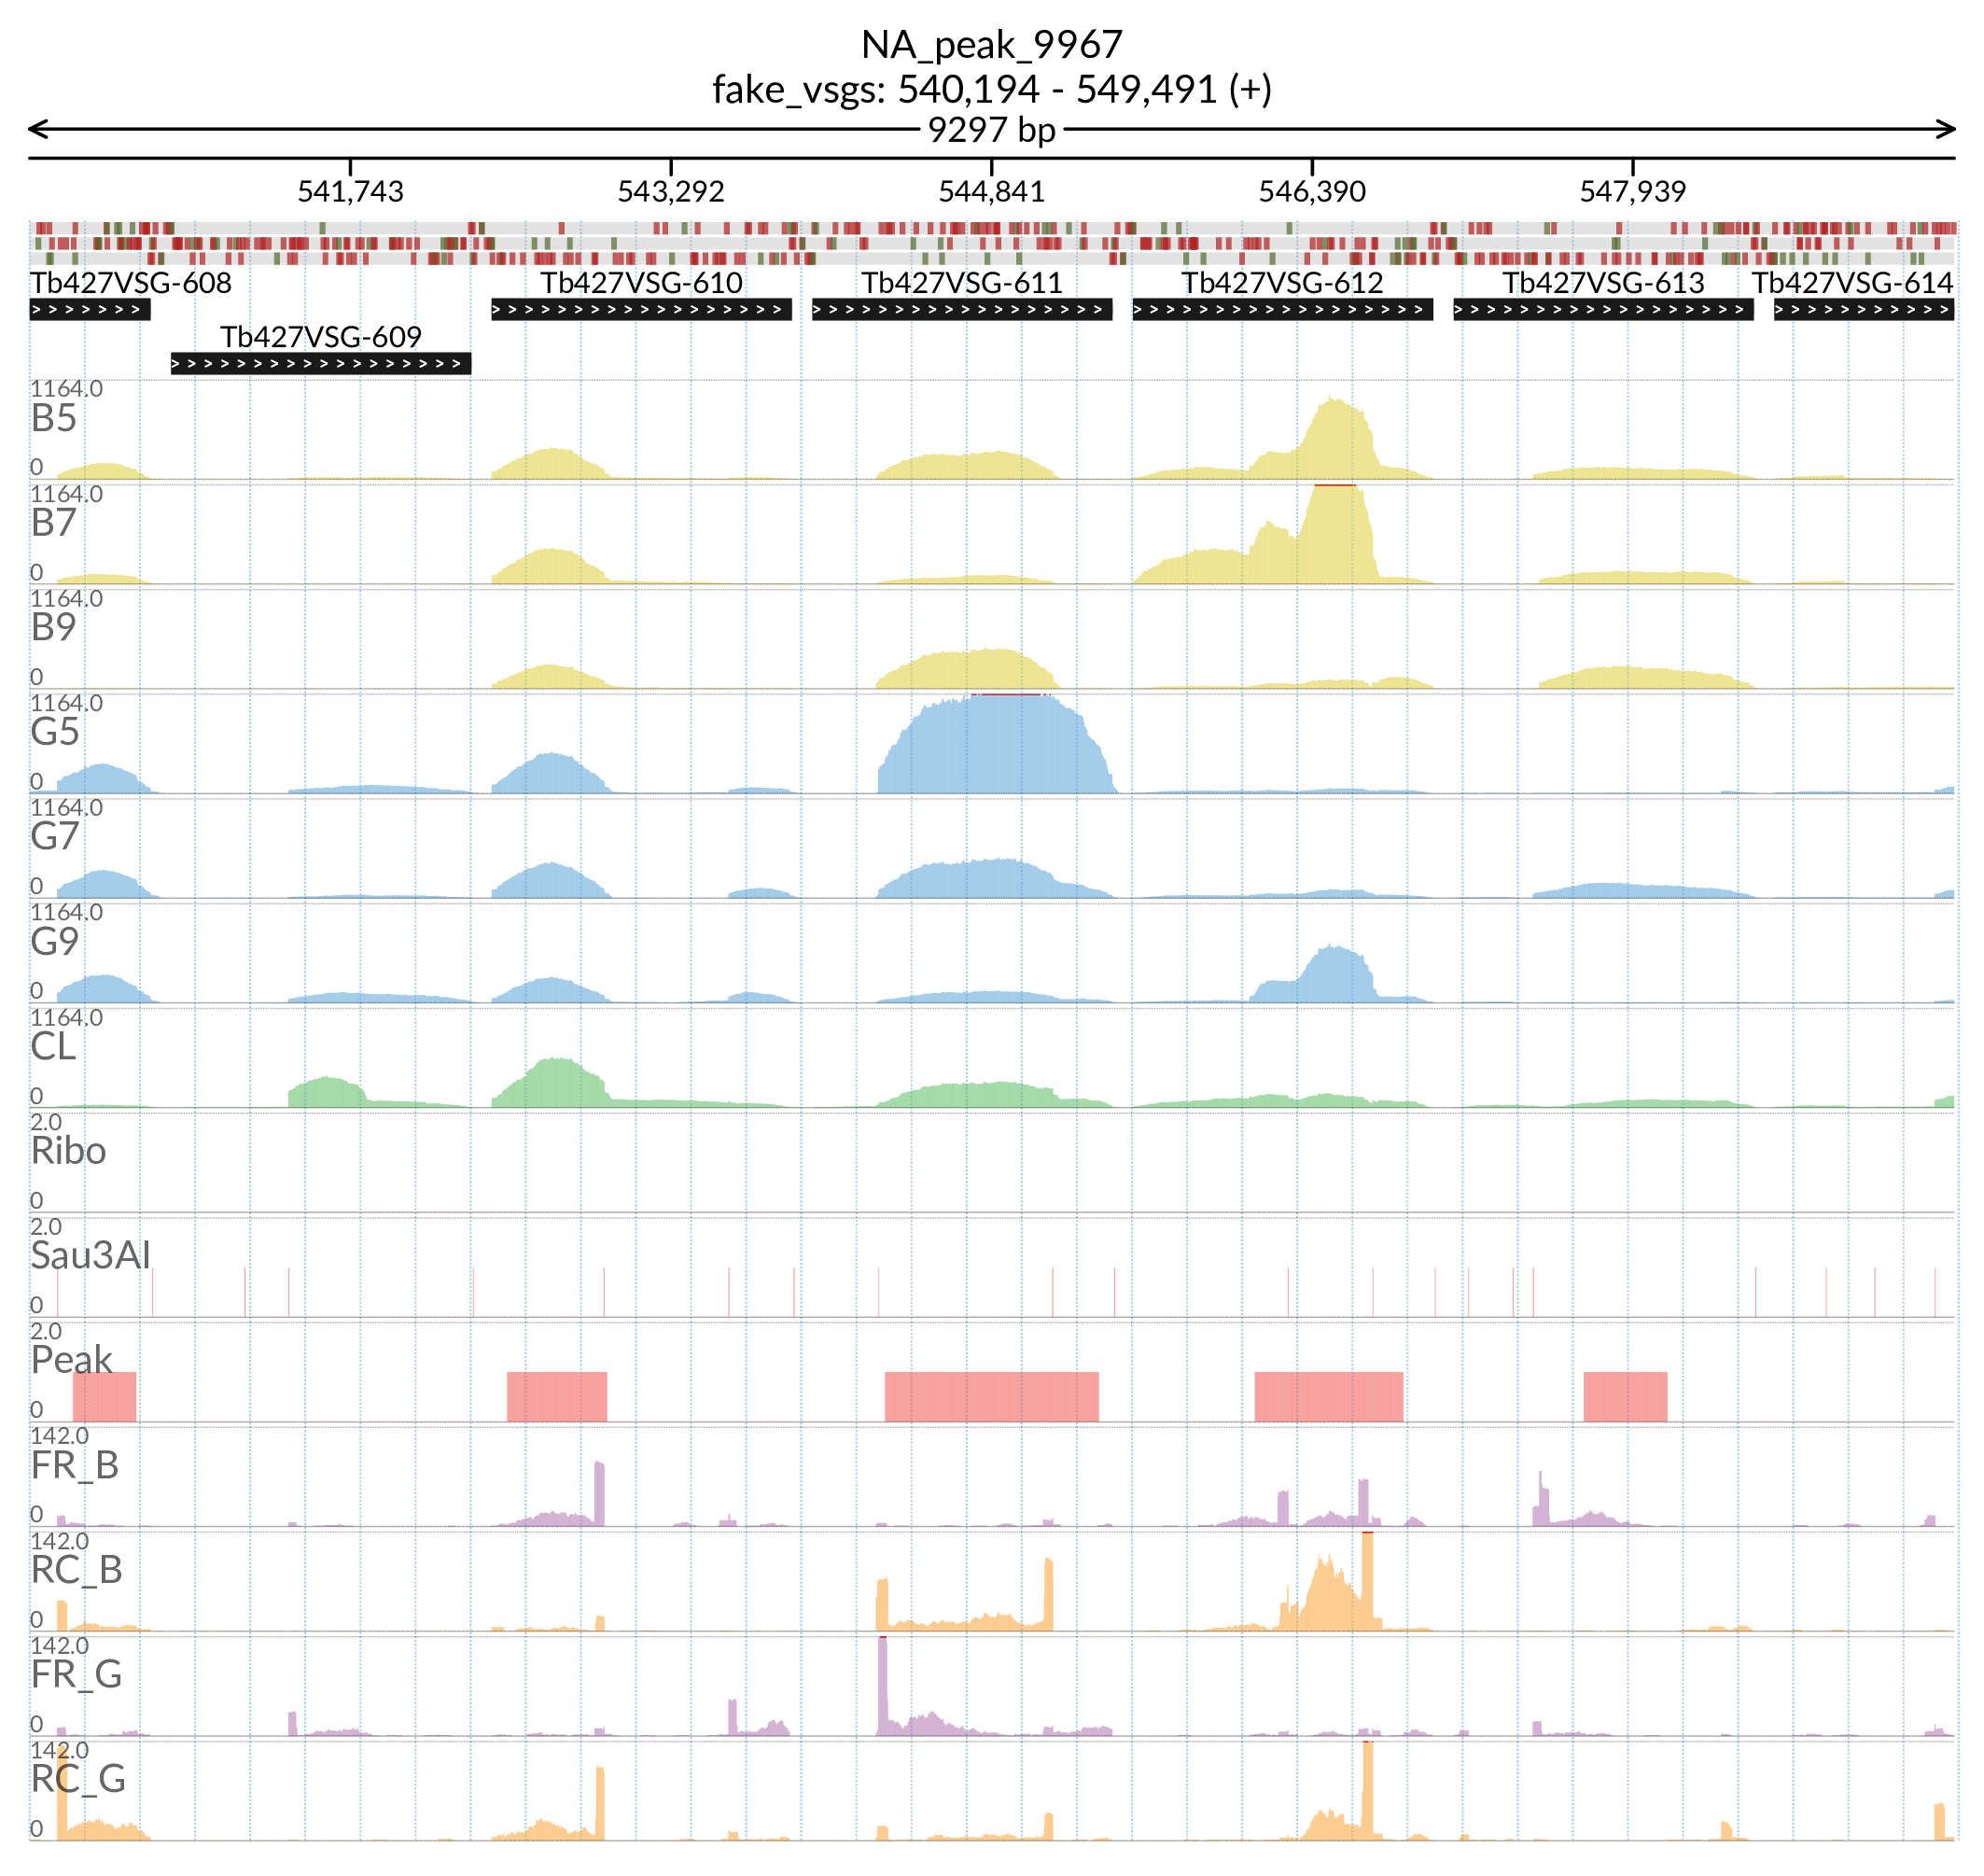 NA_peak_9967
fake_vsgs: 540,194 - 549,491 (+)
9297 bp
541,743 543,292 544,841 546,390 547,939
Tb427VSG-608 Tb427VSG-610 Tb427VSG-611 Tb427VSG-612 Tb427VSG-613 Tb427VSG-614
Tb427VSG-609
1164.0
B5
0
1164.0
B7
0
1164.0
B9
0
1164.0
G5
0
1164.0
G7
0
1164.0
G9
0
1164.0
CL
0
2.0
Ribo
0
2.0
Sau3AI
0
2.0
Peak
0
142.0
FR_B
0
142.0
RC_B
0
142.0
FR_G
0
142.0
RC_G
0